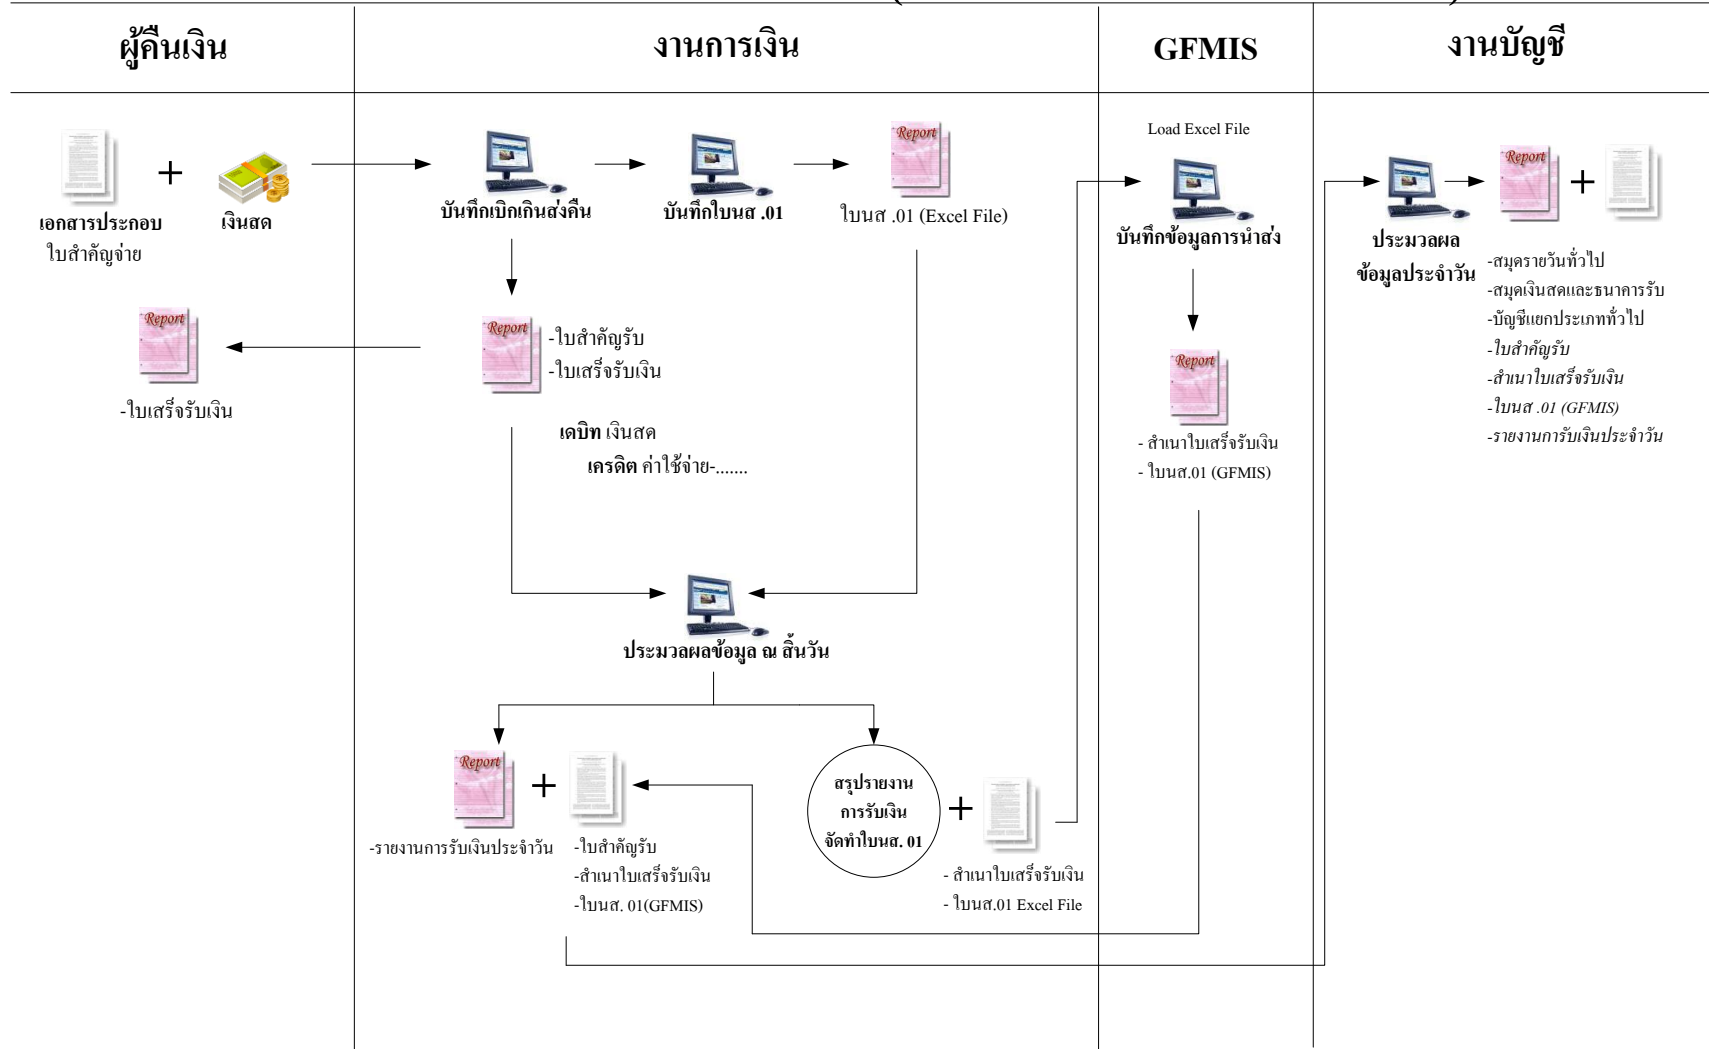 ผู้คืนเงิน
งานการเงิน
GFMIS
งานบัญชี
เอกสารประกอบ
ใบสำคัญจ่าย
+
เงินสด
Report
-ใบเสร็จรับเงิน
บันทึกเบิกเกินส่งคืน
บันทึกใบนส .01
Report
ใบนส .01 (Excel File)
Report
-ใบสำคัญรับ
-ใบเสร็จรับเงิน
เดบิท เงินสด
เครดิต ค่าใช้จ่าย-.......
ประมวลผลข้อมูล ณ สิ้นวัน
Report
+
-รายงานการรับเงินประจำวัน
-ใบสำคัญรับ
-สำเนาใบเสร็จรับเงิน
-ใบนส. 01(GFMIS)
สรุปรายงาน
การรับเงิน
จัดทำใบนส. 01
+
- สำเนาใบเสร็จรับเงิน
- ใบนส.01 Excel File
Load Excel File
บันทึกข้อมูลการนำส่ง
Report
- สำเนาใบเสร็จรับเงิน
- ใบนส.01 (GFMIS)
ประมวลผล
ข้อมูลประจำวัน
Report
+
-สมุดรายวันทั่วไป
-สมุดเงินสดและธนาคารรับ
-บัญชีแยกประเภททั่วไป
-ใบสำคัญรับ
-สำเนาใบเสร็จรับเงิน
-ใบนส .01 (GFMIS)
-รายงานการับเงินประจำวัน